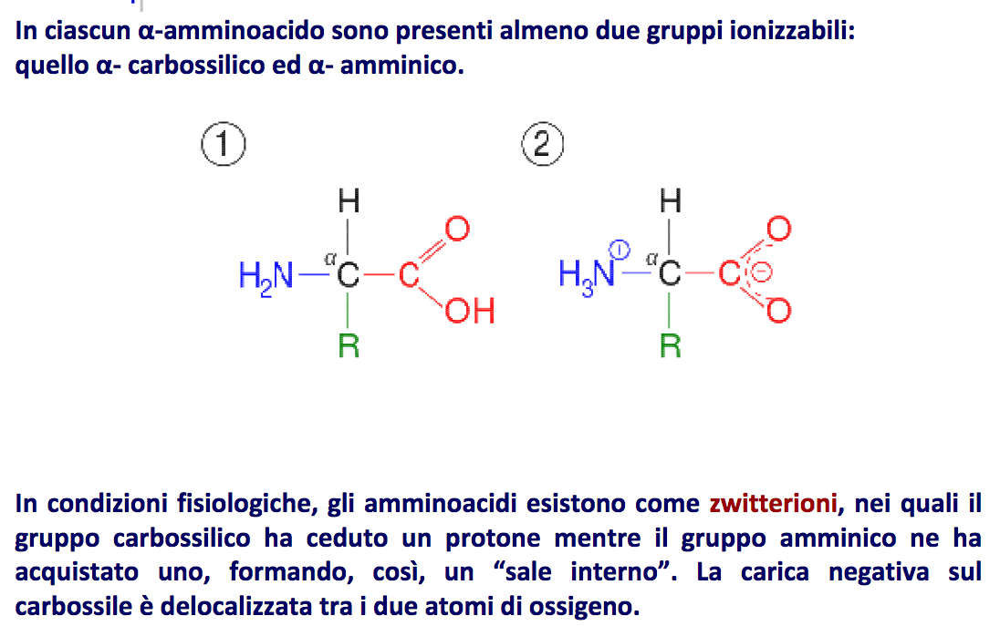 In ciascun α-amminoacido sono presenti almeno due gruppi ionizzabili:
quello α- carbossilico ed α- amminico.
1 2
H H
O O
H₂N α C C H₃N α C C ⊖
OH O
R R
In condizioni fisiologiche, gli amminoacidi esistono come zwitterioni, nei quali il
gruppo carbossilico ha ceduto un protone mentre il gruppo amminico ne ha
acquistato uno, formando, così, un “sale interno”. La carica negativa sul
carbossile è delocalizzata tra i due atomi di ossigeno.